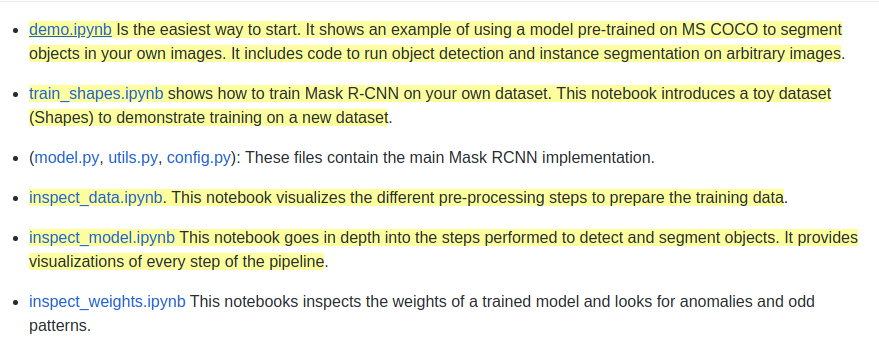 demo.ipynb Is the easiest way to start. It shows an example of using a model pre-trained on MS COCO to segment
objects in your own images. It includes code to run object detection and instance segmentation on arbitrary images.
train_shapes.ipynb shows how to train Mask R-CNN on your own dataset. This notebook introduces a toy dataset
(Shapes) to demonstrate training on a new dataset.
(model.py, utils.py, config.py): These files contain the main Mask RCNN implementation.
inspect_data.ipynb. This notebook visualizes the different pre-processing steps to prepare the training data.
inspect_model.ipynb This notebook goes in depth into the steps performed to detect and segment objects. It provides
visualizations of every step of the pipeline.
inspect_weights.ipynb This notebooks inspects the weights of a trained model and looks for anomalies and odd
patterns.